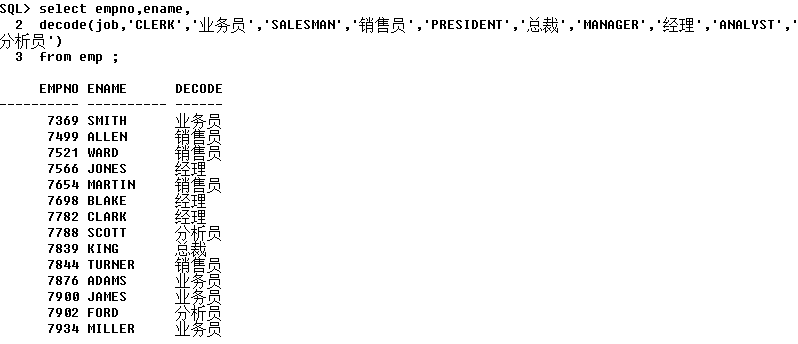 SQL> select empno,ename,
  2  decode(job,'CLERK','业务员','SALESMAN','销售员','PRESIDENT','总裁','MANAGER','经理','ANALYST','
分析员')
  3  from emp ;
     EMPNO ENAME      DECODE
---------- ---------- ------
      7369 SMITH      业务员
      7499 ALLEN      销售员
      7521 WARD       销售员
      7566 JONES      经理
      7654 MARTIN     销售员
      7698 BLAKE      经理
      7782 CLARK      经理
      7788 SCOTT      分析员
      7839 KING       总裁
      7844 TURNER     销售员
      7876 ADAMS      业务员
      7900 JAMES      业务员
      7902 FORD       分析员
      7934 MILLER     业务员